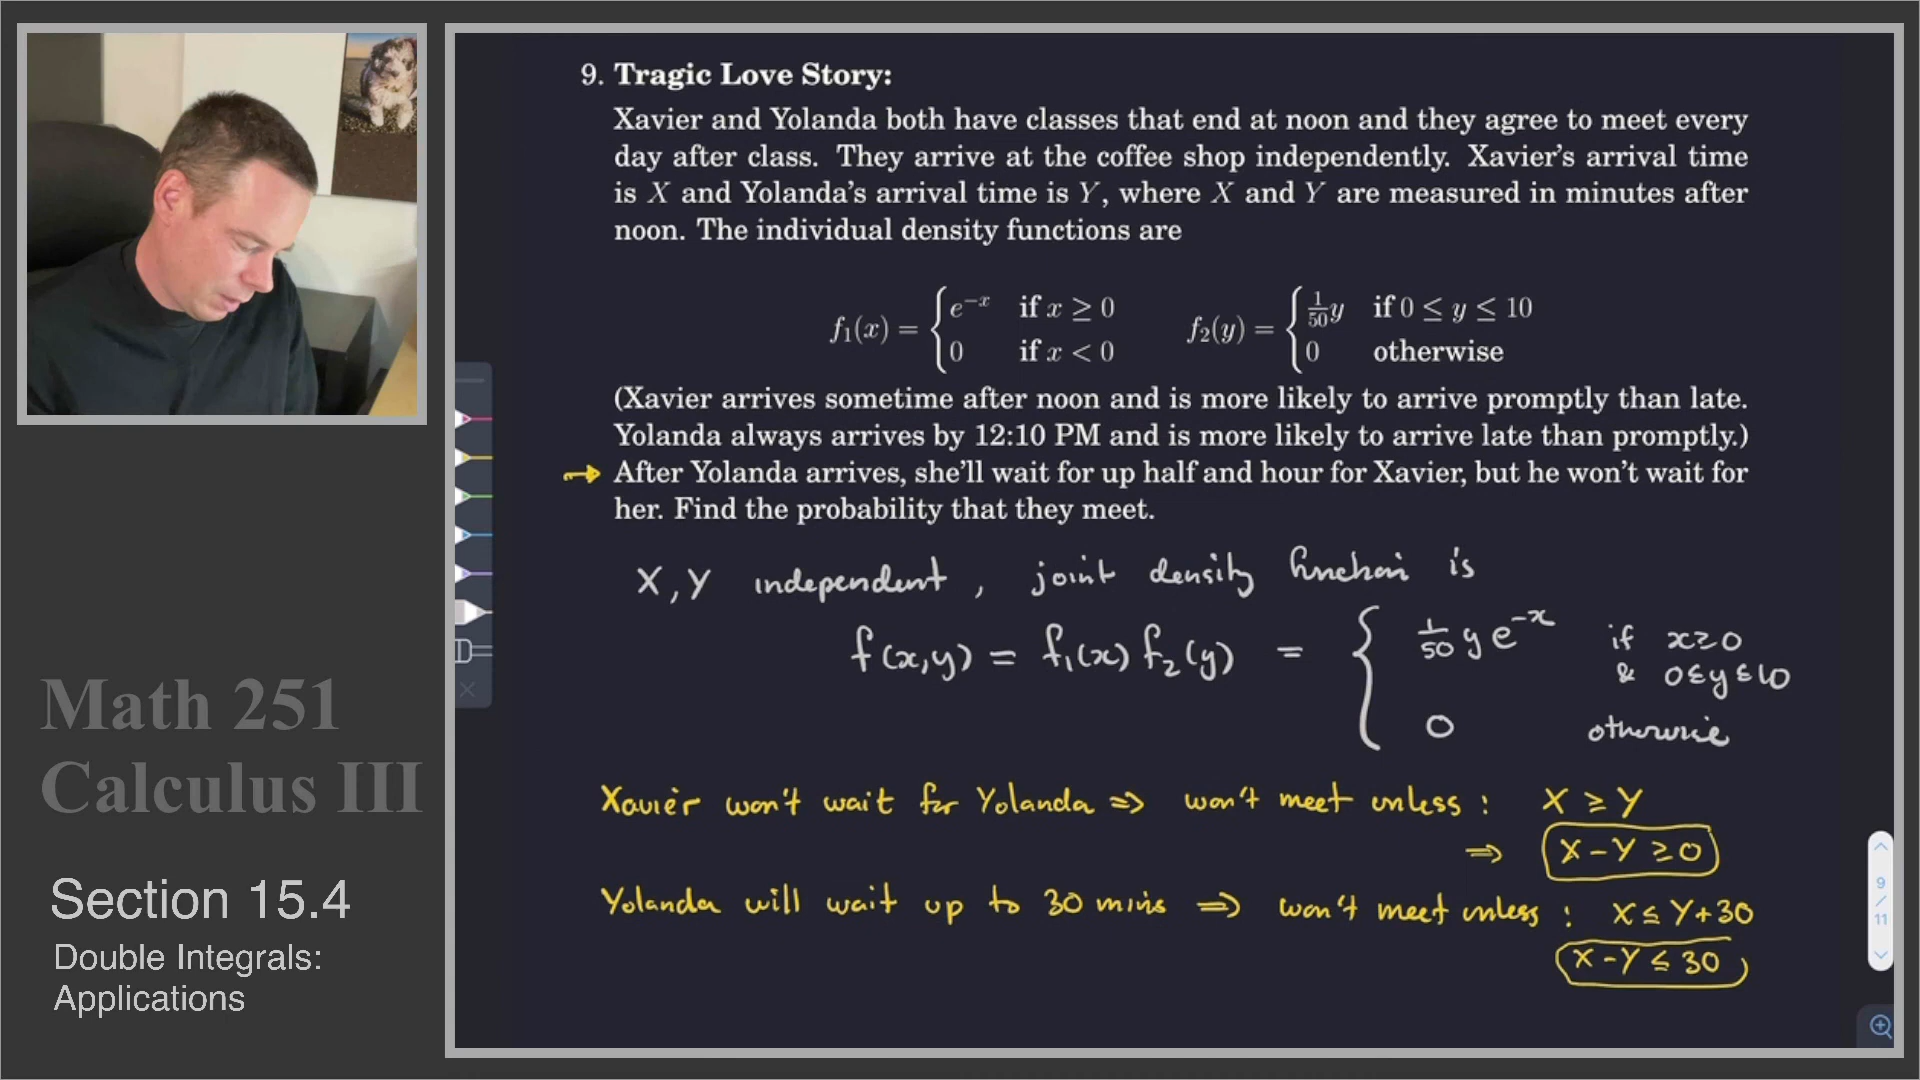 9. Tragic Love Story:
Xavier and Yolanda both have classes that end at noon and they agree to meet every
day after class. They arrive at the coffee shop independently. Xavier's arrival time
is X and Yolanda's arrival time is Y, where X and Y are measured in minutes after
noon. The individual density functions are
f₁(x) = { e⁻ˣ if x ≥ 0
0 if x < 0
f₂(y) = { 1/50 y if 0 ≤ y ≤ 10
0 otherwise
(Xavier arrives sometime after noon and is more likely to arrive promptly than late.
Yolanda always arrives by 12:10 PM and is more likely to arrive late than promptly.)
→ After Yolanda arrives, she'll wait for up half and hour for Xavier, but he won't wait for
her. Find the probability that they meet.
X, Y independent, joint density function is
f(x,y) = f₁(x) f₂(y) = { 1/50 y e⁻ˣ if x ≥ 0
& 0 ≤ y ≤ 10
0 otherwise
Xavier won't wait for Yolanda ⇒ won't meet unless : X ≥ Y
⇒ X - Y ≥ 0
Yolanda will wait up to 30 mins ⇒ won't meet unless : X ≤ Y + 30
X - Y ≤ 30
Math 251
Calculus III
Section 15.4
Double Integrals:
Applications
9
/
11